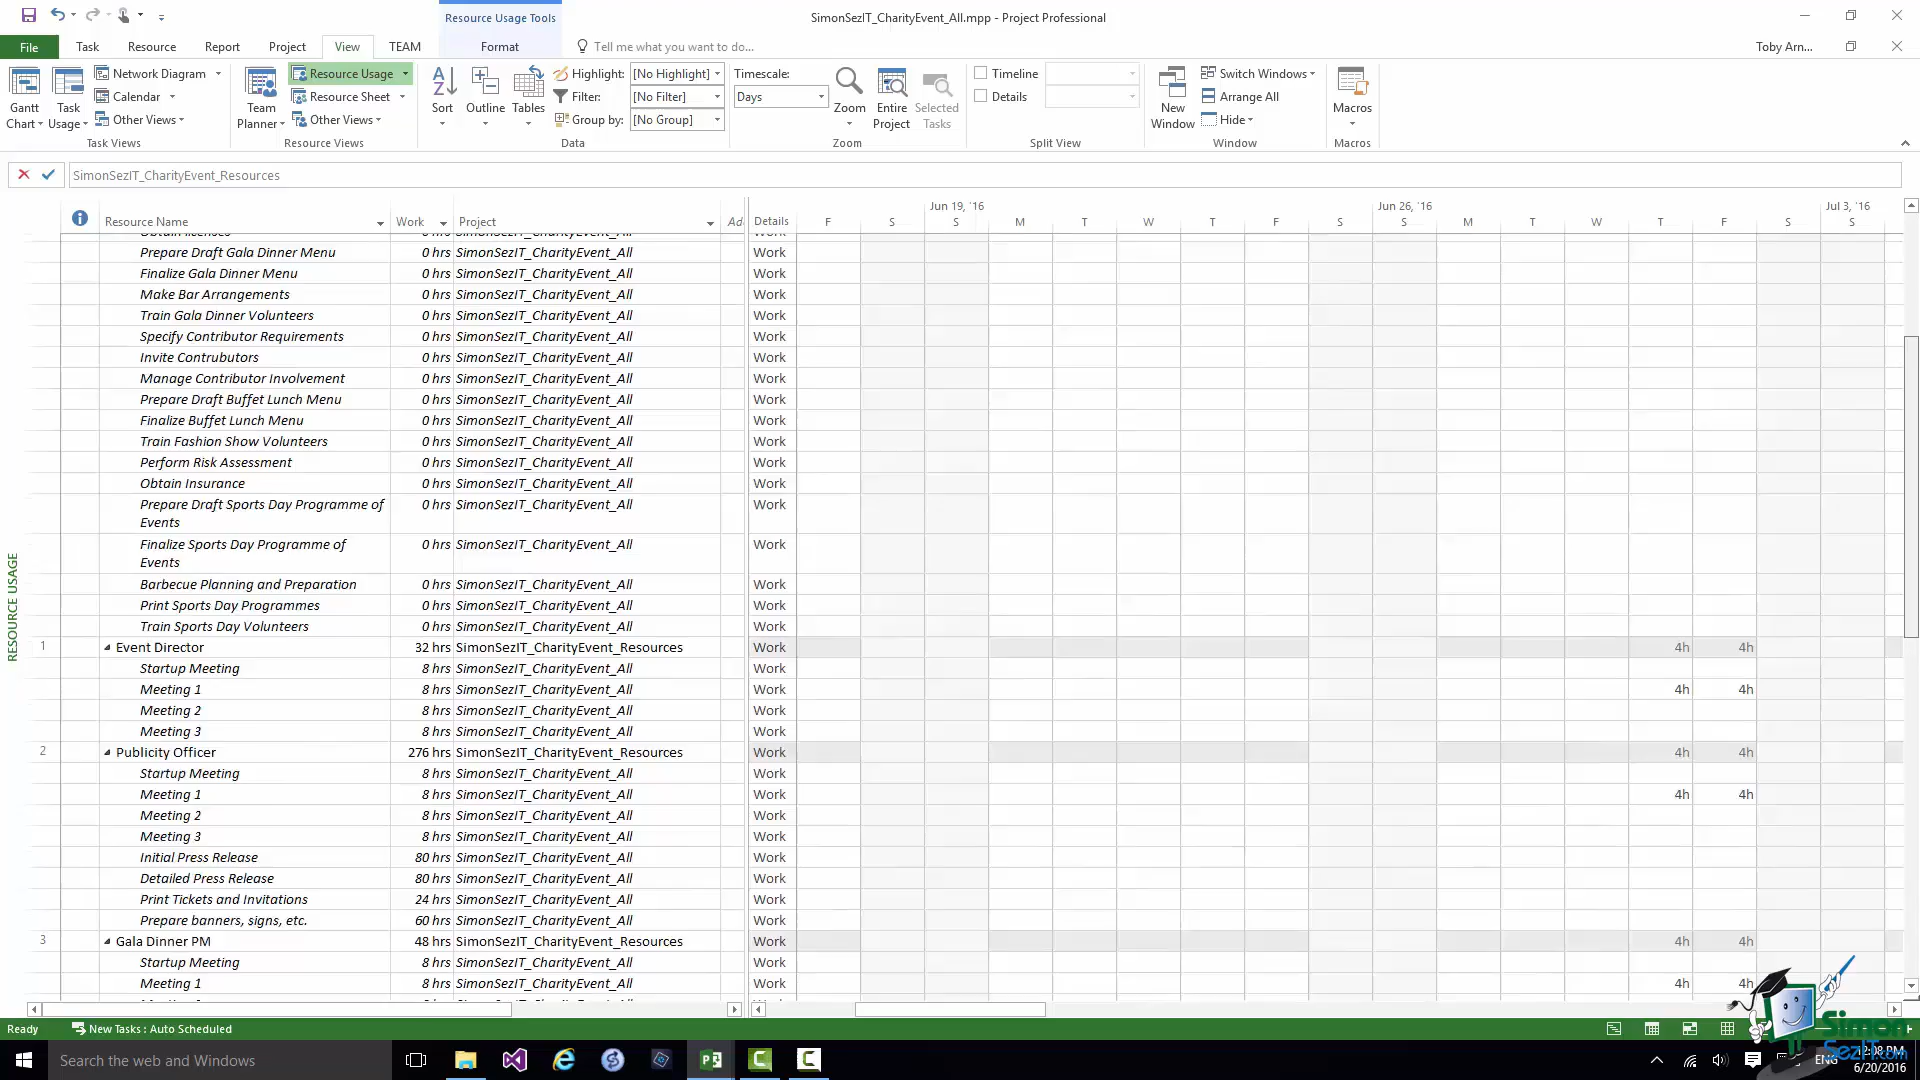 Resource Usage Tools
SimonSezIT_CharityEvent_All.mpp - Project Professional
File Task Resource Report Project View TEAM Format Tell me what you want to do... Toby Arn...
Gantt Chart
Task Usage
Network Diagram
Calendar
Other Views
Task Views
Team Planner
Resource Usage
Resource Sheet
Other Views
Resource Views
Sort
Outline
Tables
Highlight: [No Highlight]
Filter: [No Filter]
Group by: [No Group]
Data
Timescale:
Days
Zoom
Entire Project
Selected Tasks
Zoom
Timeline
Details
Split View
New Window
Switch Windows
Arrange All
Hide
Window
Macros
Macros
SimonSezIT_CharityEvent_Resources
Jun 19, '16 Jun 26, '16 Jul 3, '16
Resource Name Work Project Ad Details F S S M T W T F S S M T W T F S S
Obtain licenses Work
Prepare Draft Gala Dinner Menu 0 hrs SimonSezIT_CharityEvent_All Work
Finalize Gala Dinner Menu 0 hrs SimonSezIT_CharityEvent_All Work
Make Bar Arrangements 0 hrs SimonSezIT_CharityEvent_All Work
Train Gala Dinner Volunteers 0 hrs SimonSezIT_CharityEvent_All Work
Specify Contributor Requirements 0 hrs SimonSezIT_CharityEvent_All Work
Invite Contrubutors 0 hrs SimonSezIT_CharityEvent_All Work
Manage Contributor Involvement 0 hrs SimonSezIT_CharityEvent_All Work
Prepare Draft Buffet Lunch Menu 0 hrs SimonSezIT_CharityEvent_All Work
Finalize Buffet Lunch Menu 0 hrs SimonSezIT_CharityEvent_All Work
Train Fashion Show Volunteers 0 hrs SimonSezIT_CharityEvent_All Work
Perform Risk Assessment 0 hrs SimonSezIT_CharityEvent_All Work
Obtain Insurance 0 hrs SimonSezIT_CharityEvent_All Work
Prepare Draft Sports Day Programme of 0 hrs SimonSezIT_CharityEvent_All Work
Events
Finalize Sports Day Programme of 0 hrs SimonSezIT_CharityEvent_All Work
Events
Barbecue Planning and Preparation 0 hrs SimonSezIT_CharityEvent_All Work
Print Sports Day Programmes 0 hrs SimonSezIT_CharityEvent_All Work
Train Sports Day Volunteers 0 hrs SimonSezIT_CharityEvent_All Work
1 Event Director 32 hrs SimonSezIT_CharityEvent_Resources Work 4h 4h
Startup Meeting 8 hrs SimonSezIT_CharityEvent_All Work
Meeting 1 8 hrs SimonSezIT_CharityEvent_All Work 4h 4h
Meeting 2 8 hrs SimonSezIT_CharityEvent_All Work
Meeting 3 8 hrs SimonSezIT_CharityEvent_All Work
2 Publicity Officer 276 hrs SimonSezIT_CharityEvent_Resources Work 4h 4h
Startup Meeting 8 hrs SimonSezIT_CharityEvent_All Work
Meeting 1 8 hrs SimonSezIT_CharityEvent_All Work 4h 4h
Meeting 2 8 hrs SimonSezIT_CharityEvent_All Work
Meeting 3 8 hrs SimonSezIT_CharityEvent_All Work
Initial Press Release 80 hrs SimonSezIT_CharityEvent_All Work
Detailed Press Release 80 hrs SimonSezIT_CharityEvent_All Work
Print Tickets and Invitations 24 hrs SimonSezIT_CharityEvent_All Work
Prepare banners, signs, etc. 60 hrs SimonSezIT_CharityEvent_All Work
3 Gala Dinner PM 48 hrs SimonSezIT_CharityEvent_Resources Work 4h 4h
Startup Meeting 8 hrs SimonSezIT_CharityEvent_All Work
Meeting 1 8 hrs SimonSezIT_CharityEvent_All Work 4h 4h
RESOURCE USAGE
Ready New Tasks : Auto Scheduled
Simon
SezIT.com
Search the web and Windows
ENG
12:08 PM
6/20/2016